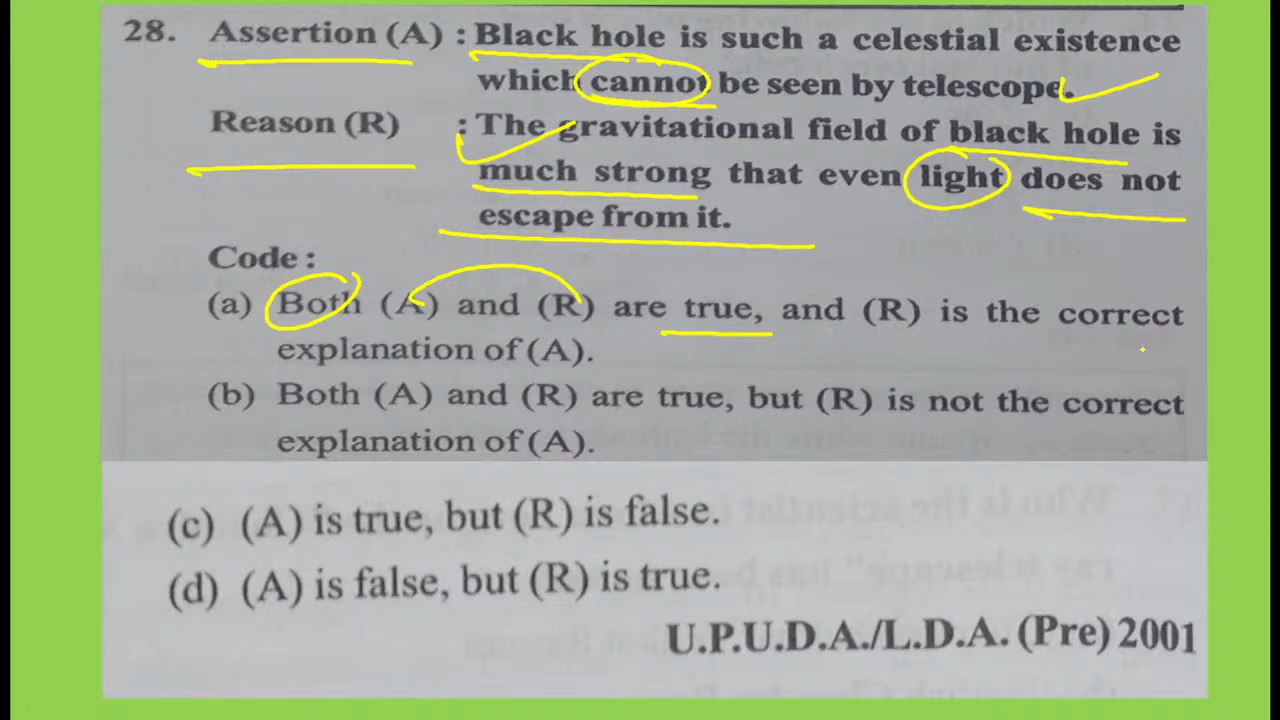 28. Assertion (A) : Black hole is such a celestial existence
which cannot be seen by telescope.
Reason (R) : The gravitational field of black hole is
much strong that even light does not
escape from it.
Code :
(a) Both (A) and (R) are true, and (R) is the correct
explanation of (A).
(b) Both (A) and (R) are true, but (R) is not the correct
explanation of (A).
(c) (A) is true, but (R) is false.
(d) (A) is false, but (R) is true.
U.P.U.D.A./L.D.A. (Pre) 2001